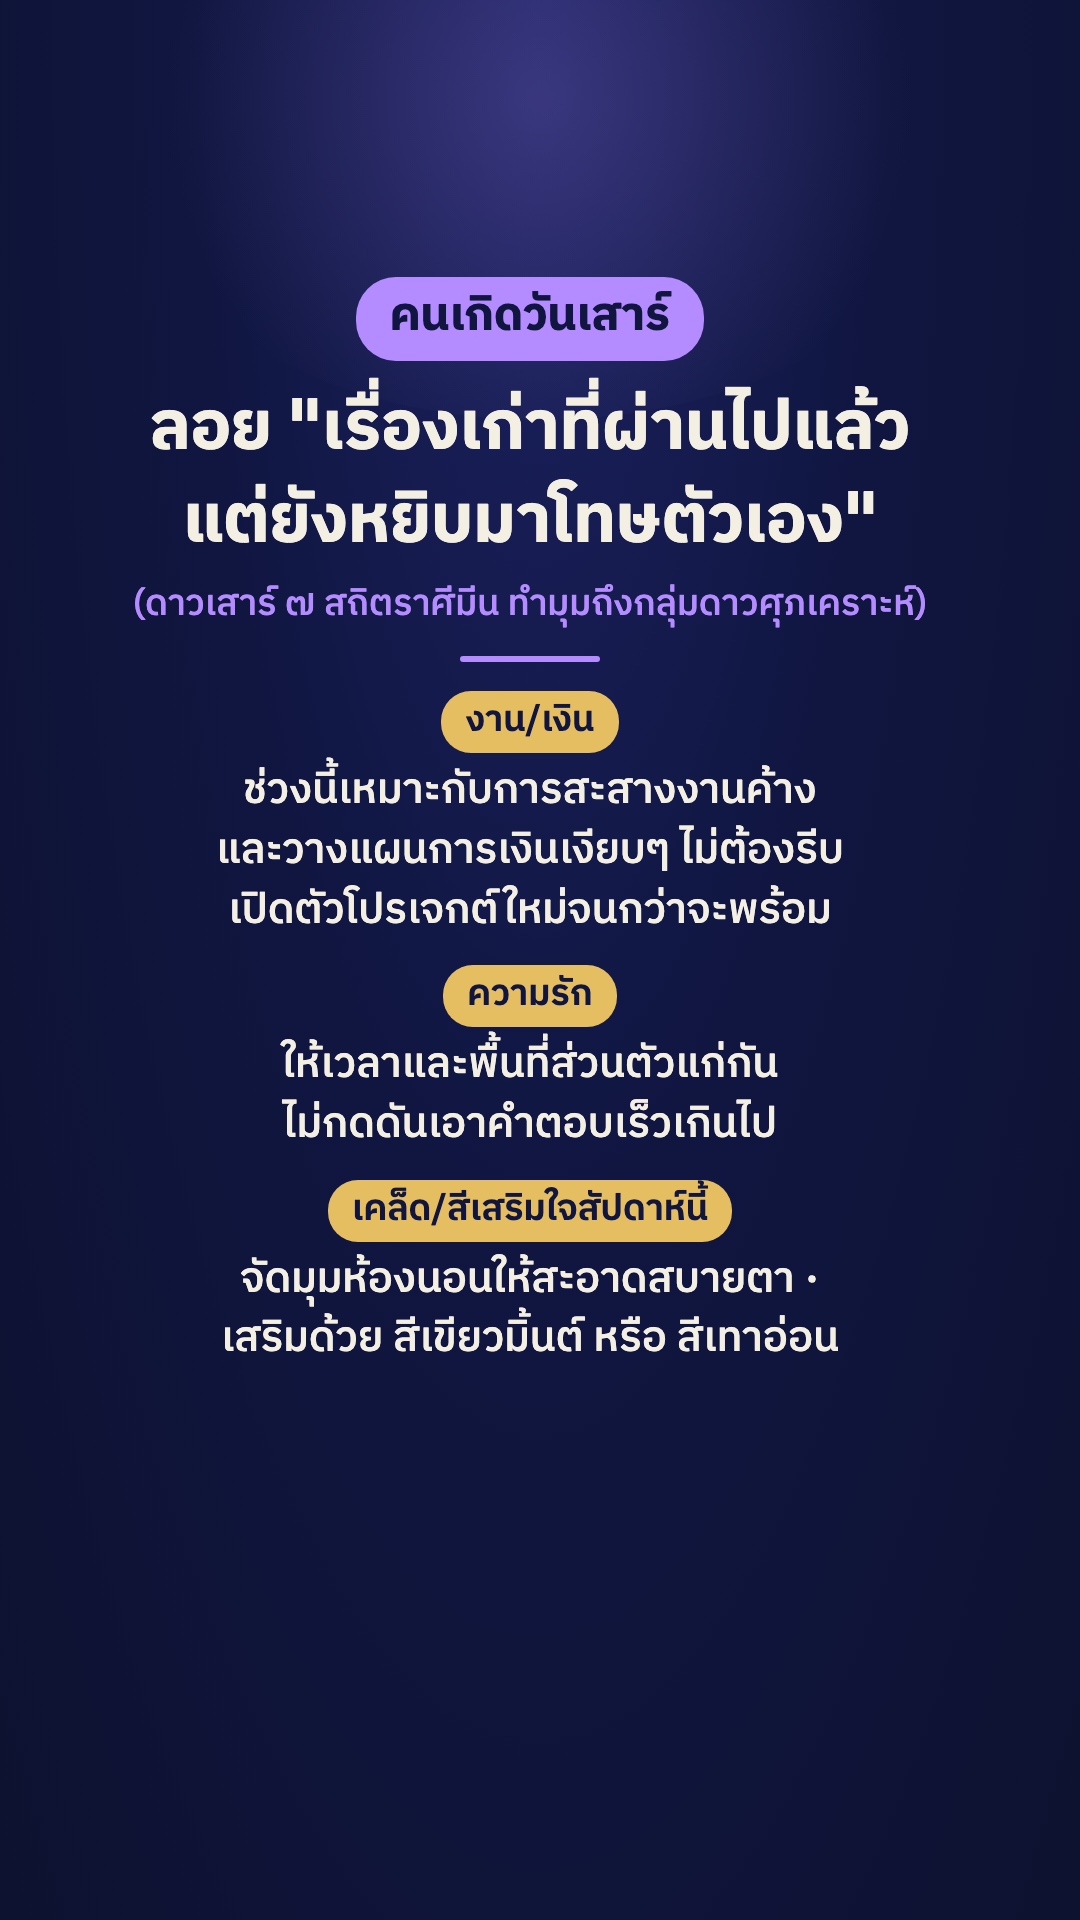 คนเกิดวันเสาร์
ลอย "เรื่องเก่าที่ผ่านไปแล้ว
แต่ยังหยิบมาโทษตัวเอง"
(ดาวเสาร์ ๗ สถิตราศีมีน ทำมุมถึงกลุ่มดาวศุภเคราะห์)
งาน/เงิน
ช่วงนี้เหมาะกับการสะสางงานค้าง
และวางแผนการเงินเงียบๆ ไม่ต้องรีบ
เปิดตัวโปรเจกต์ใหม่จนกว่าจะพร้อม
ความรัก
ให้เวลาและพื้นที่ส่วนตัวแก่กัน
ไม่กดดันเอาคำตอบเร็วเกินไป
เคล็ด/สีเสริมใจสัปดาห์นี้
จัดมุมห้องนอนให้สะอาดสบายตา ·
เสริมด้วย สีเขียวมิ้นต์ หรือ สีเทาอ่อน